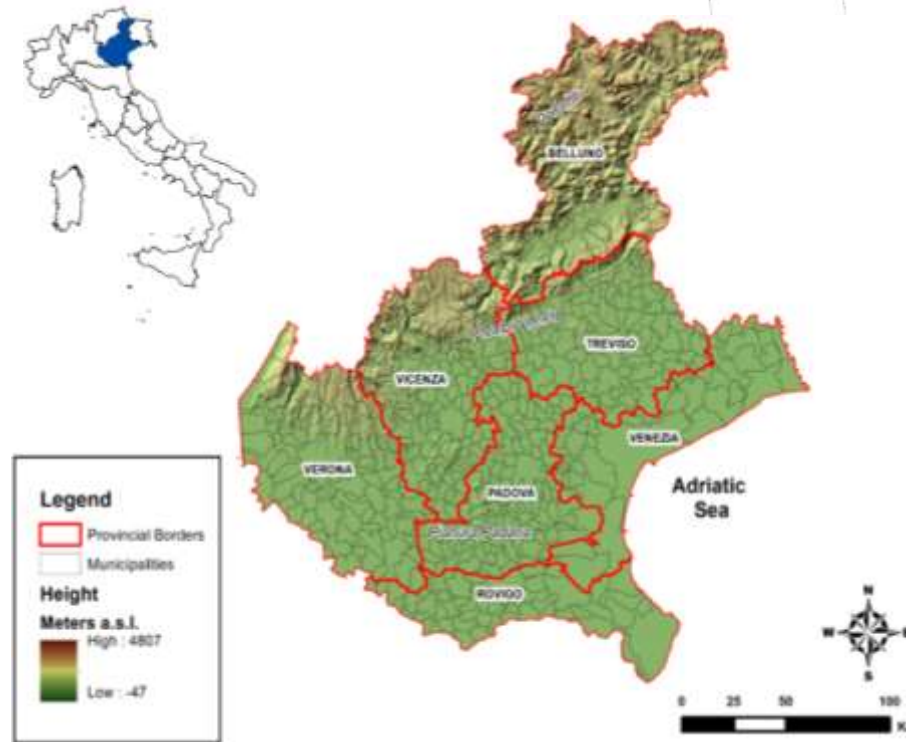 BELLUNO
TREVISO
VICENZA
VENEZIA
VERONA
PADOVA
Adriatic
Sea
ROVIGO
Legend
Provincial Borders
Municipalities
Height
Meters a.s.l.
High : 4807
Low : -47
N
W
E
S
0 25 50 100
K